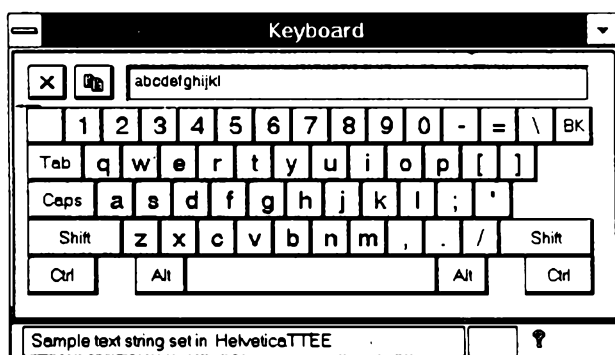 Keyboard
abcdefghijkl
1 2 3 4 5 6 7 8 9 0 - = \ BK
Tab q w e r t y u i o p [ ]
Caps a s d f g h j k l ; '
Shift z x c v b n m , . / Shift
Ctrl Alt Alt Ctrl
Sample text string set in HelveticaTTEE